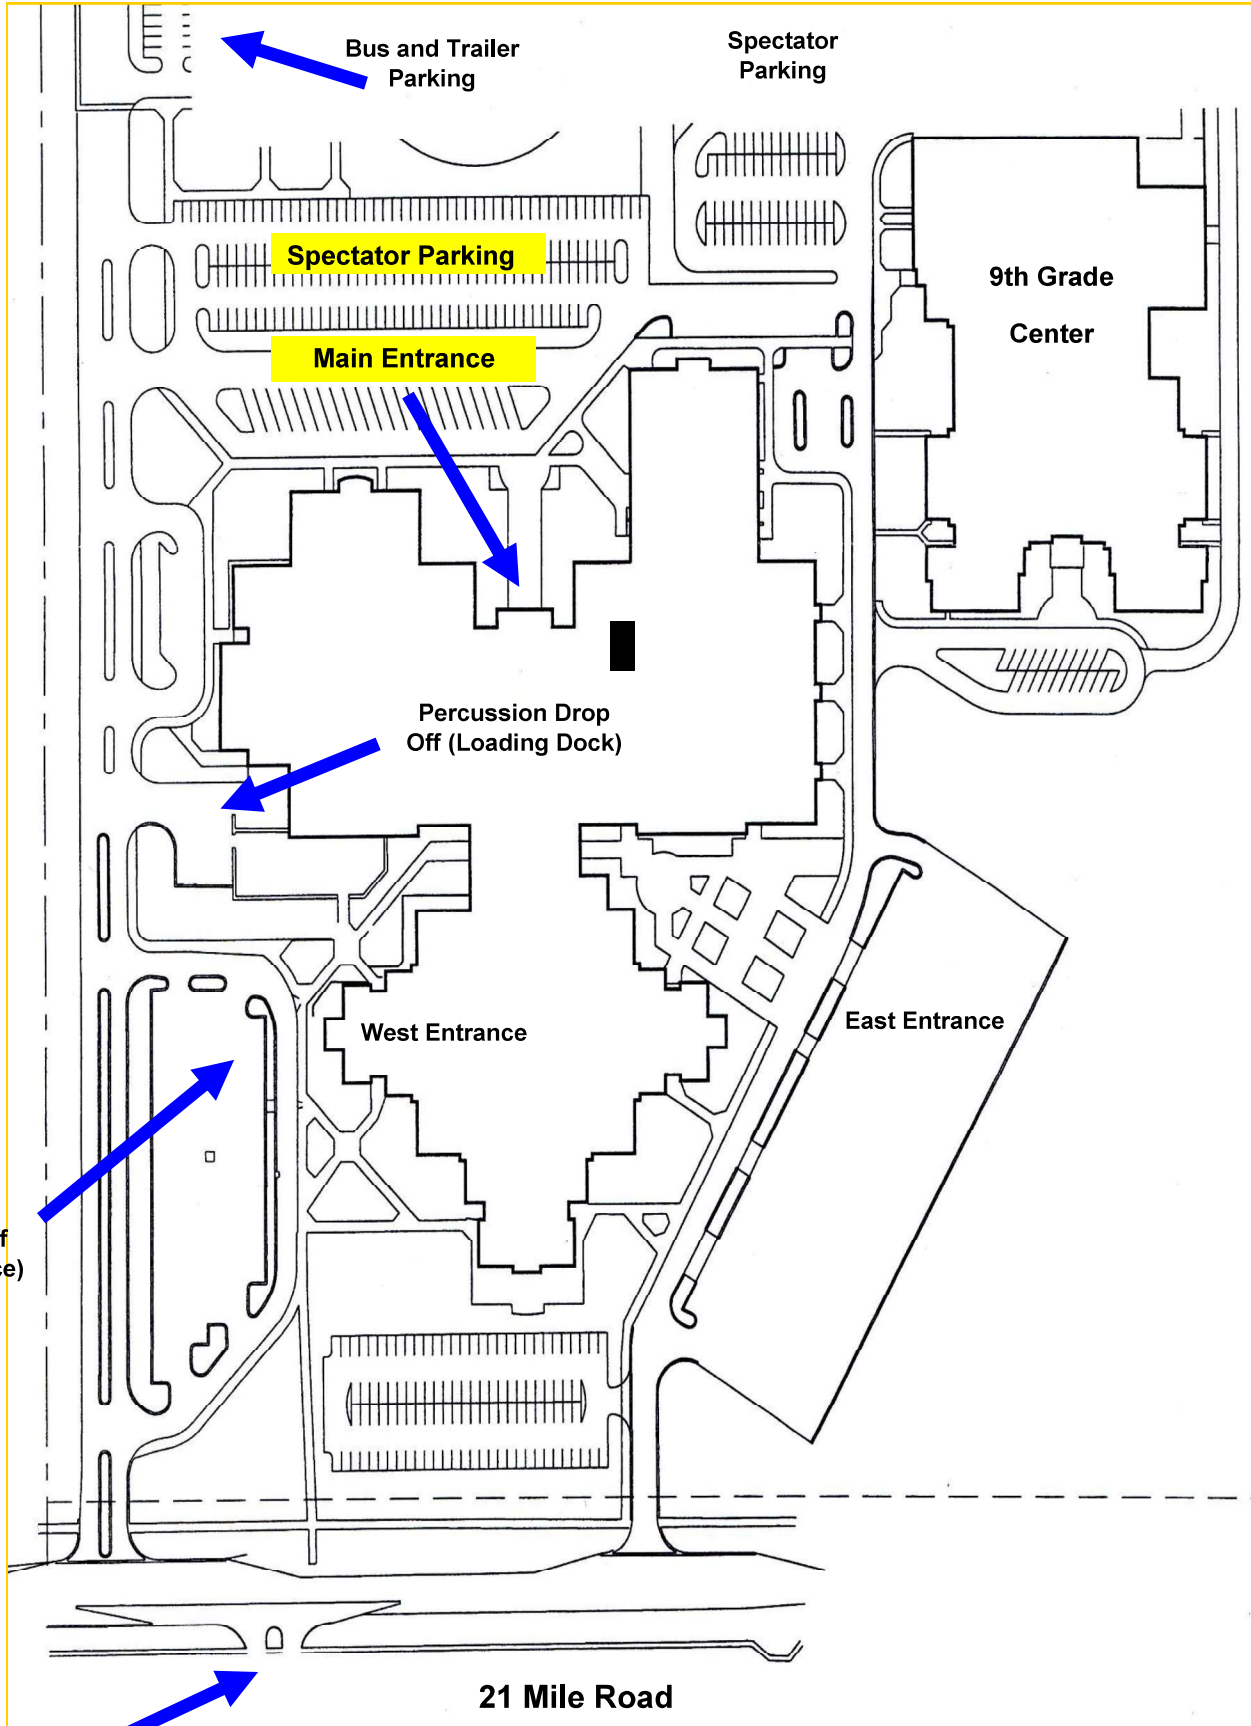 Bus and Trailer
Parking
Spectator
Parking
Spectator Parking
9th Grade
Center
Main Entrance
Percussion Drop
Off (Loading Dock)
West Entrance
East Entrance
21 Mile Road